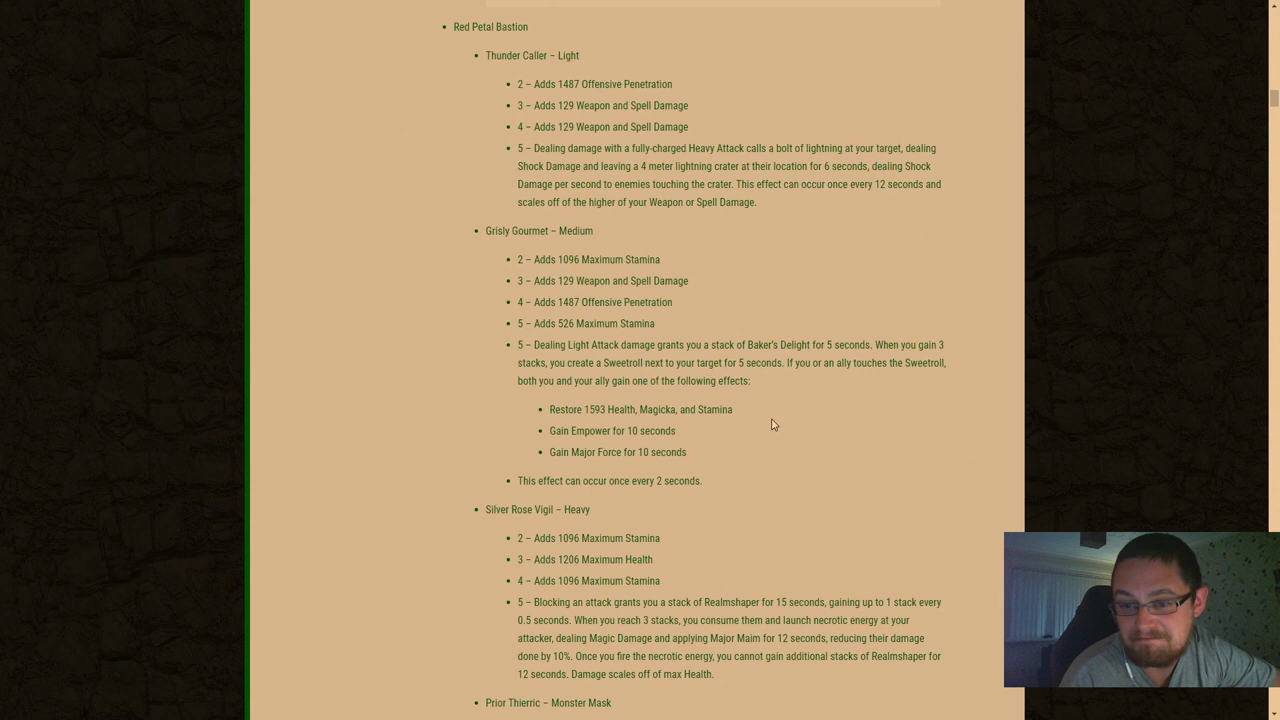 Red Petal Bastion
Thunder Caller – Light
2 – Adds 1487 Offensive Penetration
3 – Adds 129 Weapon and Spell Damage
4 – Adds 129 Weapon and Spell Damage
5 – Dealing damage with a fully-charged Heavy Attack calls a bolt of lightning at your target, dealing
Shock Damage and leaving a 4 meter lightning crater at their location for 6 seconds, dealing Shock
Damage per second to enemies touching the crater. This effect can occur once every 12 seconds and
scales off of the higher of your Weapon or Spell Damage.
Grisly Gourmet – Medium
2 – Adds 1096 Maximum Stamina
3 – Adds 129 Weapon and Spell Damage
4 – Adds 1487 Offensive Penetration
5 – Adds 526 Maximum Stamina
5 – Dealing Light Attack damage grants you a stack of Baker's Delight for 5 seconds. When you gain 3
stacks, you create a Sweetroll next to your target for 5 seconds. If you or an ally touches the Sweetroll,
both you and your ally gain one of the following effects:
Restore 1593 Health, Magicka, and Stamina
Gain Empower for 10 seconds
Gain Major Force for 10 seconds
This effect can occur once every 2 seconds.
Silver Rose Vigil – Heavy
2 – Adds 1096 Maximum Stamina
3 – Adds 1206 Maximum Health
4 – Adds 1096 Maximum Stamina
5 – Blocking an attack grants you a stack of Realmshaper for 15 seconds, gaining up to 1 stack every
0.5 seconds. When you reach 3 stacks, you consume them and launch necrotic energy at your
attacker, dealing Magic Damage and applying Major Maim for 12 seconds, reducing their damage
done by 10%. Once you fire the necrotic energy, you cannot gain additional stacks of Realmshaper for
12 seconds. Damage scales off of max Health.
Prior Thierric – Monster Mask